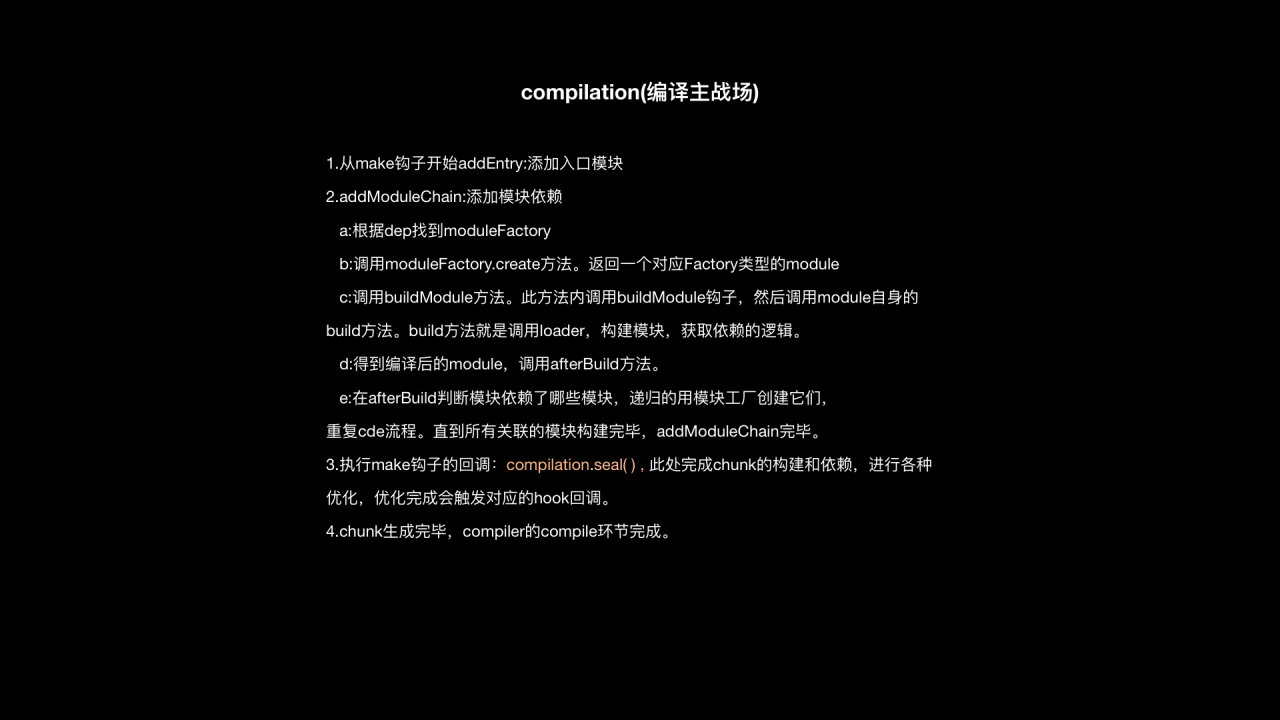 compilation(编译主战场)
1.从make钩子开始addEntry:添加入口模块
2.addModuleChain:添加模块依赖
a:根据dep找到moduleFactory
b:调用moduleFactory.create方法。返回一个对应Factory类型的module
c:调用buildModule方法。此方法内调用buildModule钩子，然后调用module自身的
build方法。build方法就是调用loader，构建模块，获取依赖的逻辑。
d:得到编译后的module，调用afterBuild方法。
e:在afterBuild判断模块依赖了哪些模块，递归的用模块工厂创建它们，
重复cde流程。直到所有关联的模块构建完毕，addModuleChain完毕。
3.执行make钩子的回调：compilation.seal( ) , 此处完成chunk的构建和依赖，进行各种
优化，优化完成会触发对应的hook回调。
4.chunk生成完毕，compiler的compile环节完成。